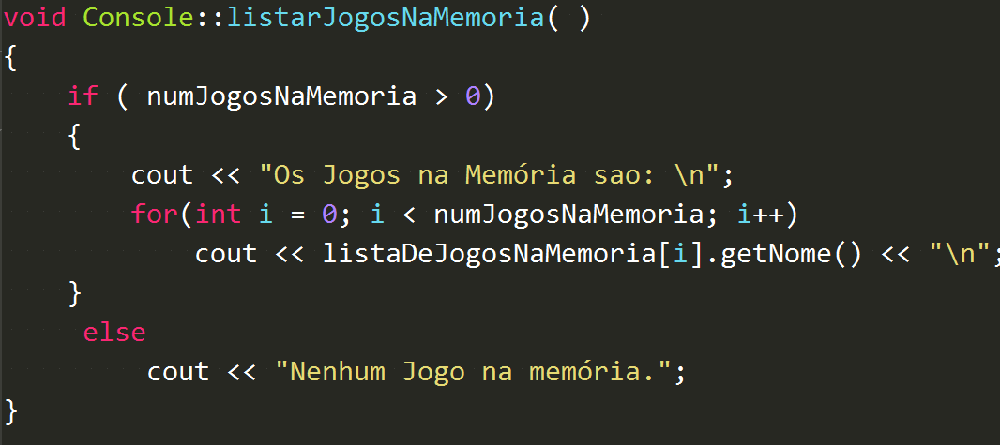 void Console::listarJogosNaMemoria( )
{
if ( numJogosNaMemoria > 0)
{
cout << "Os Jogos na Memória sao: \n";
for(int i = 0; i < numJogosNaMemoria; i++)
cout << listaDeJogosNaMemoria[i].getNome() << "\n";
}
else
cout << "Nenhum Jogo na memória.";
}